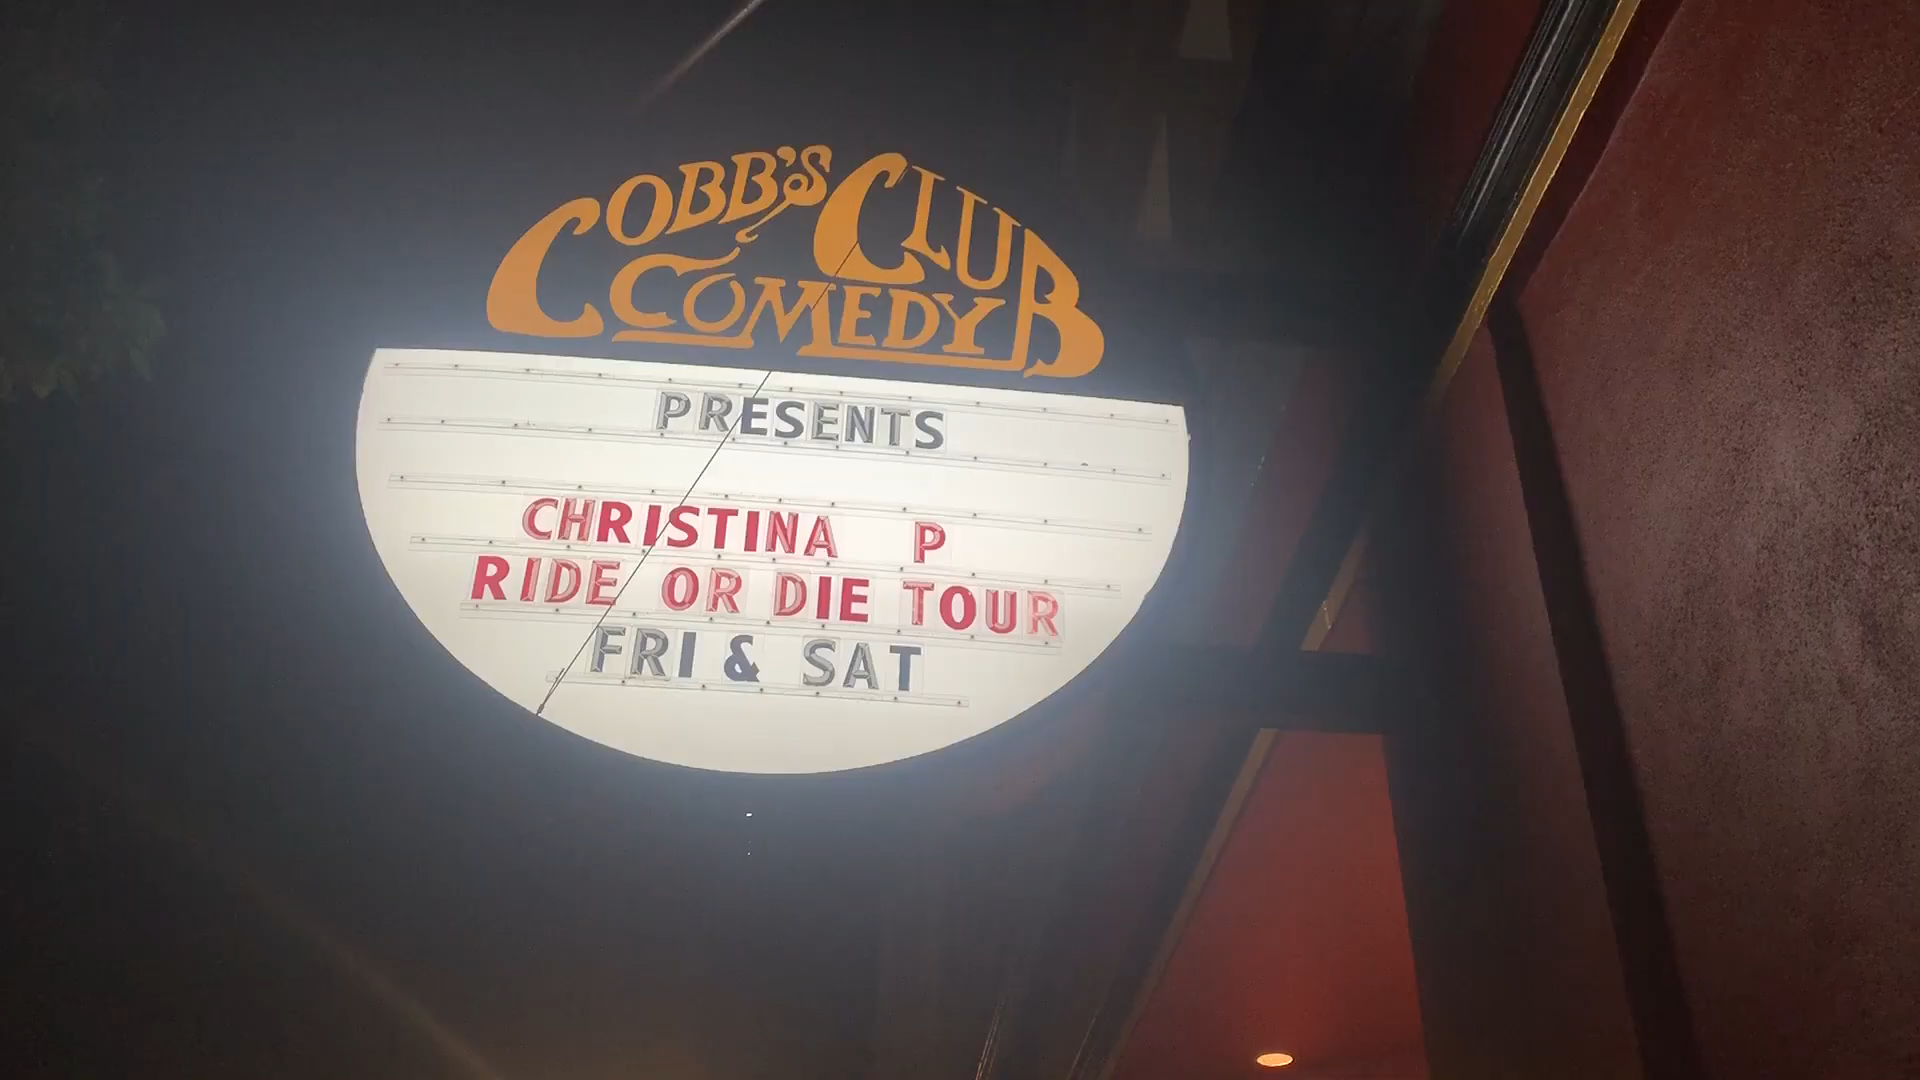 COBB'S CLUB
COMEDY
PRESENTS
CHRISTINA P
RIDE OR DIE TOUR
FRI & SAT